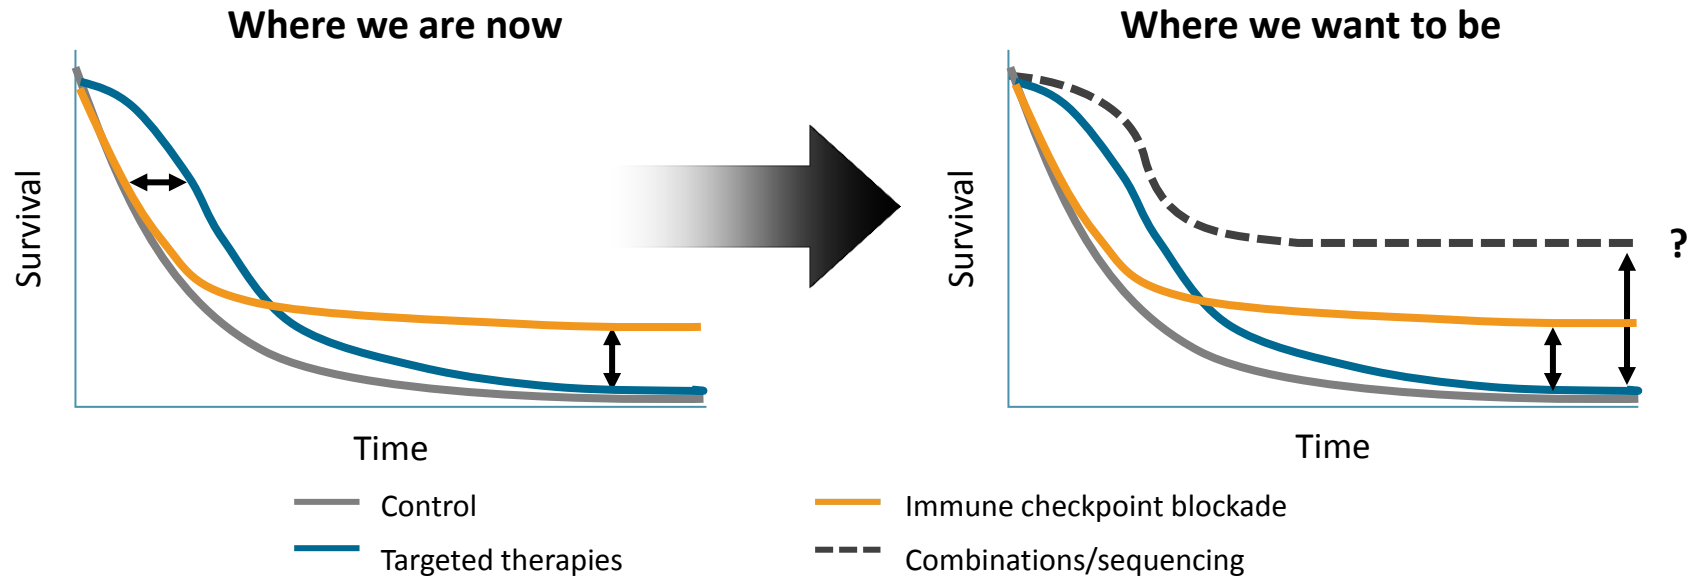 Where we are now
Where we want to be
Survival
Survival
?
Time
Time
Control
Immune checkpoint blockade
Targeted therapies
Combinations/sequencing